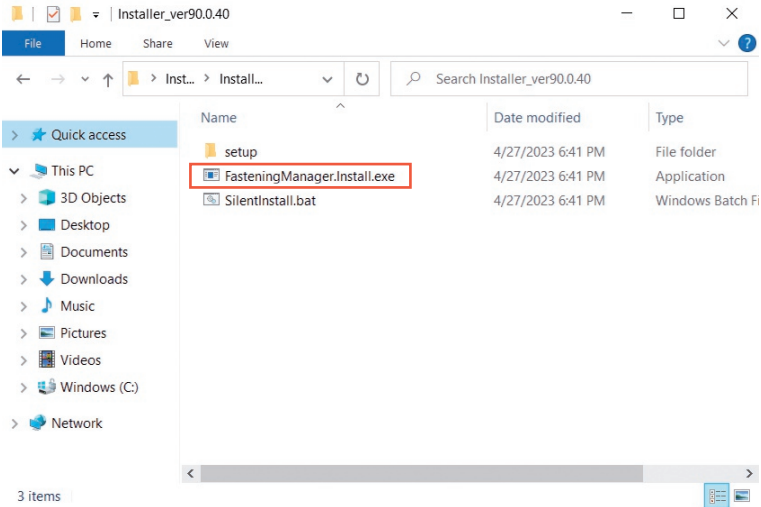 Installer_ver90.0.40
File Home Share View
Inst... Install... Search Installer_ver90.0.40
Name Date modified Type
Quick access
This PC
3D Objects
Desktop
Documents
Downloads
Music
Pictures
Videos
Windows (C:)
Network
setup 4/27/2023 6:41 PM File folder
FasteningManager.Install.exe 4/27/2023 6:41 PM Application
SilentInstall.bat 4/27/2023 6:41 PM Windows Batch Fi
3 items